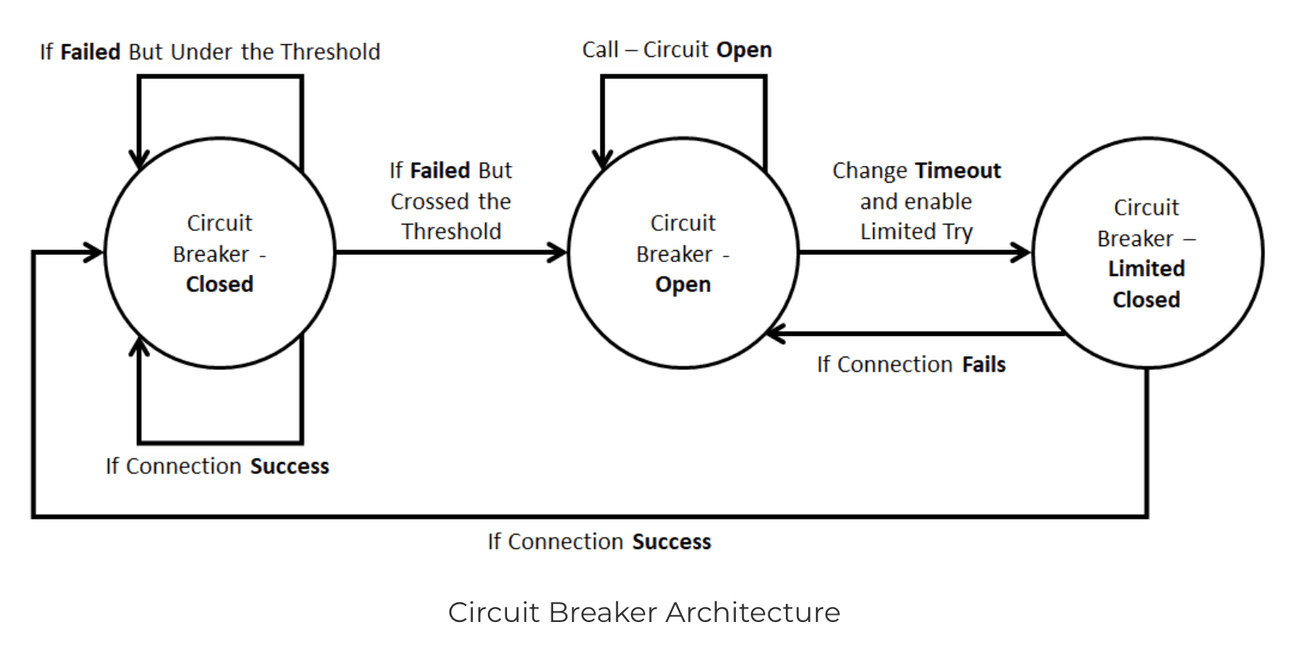 If Failed But Under the Threshold
Call – Circuit Open
If Failed But
Crossed the
Threshold
Change Timeout
and enable
Limited Try
Circuit
Breaker -
Closed
Circuit
Breaker -
Open
Circuit
Breaker –
Limited
Closed
If Connection Fails
If Connection Success
If Connection Success
Circuit Breaker Architecture